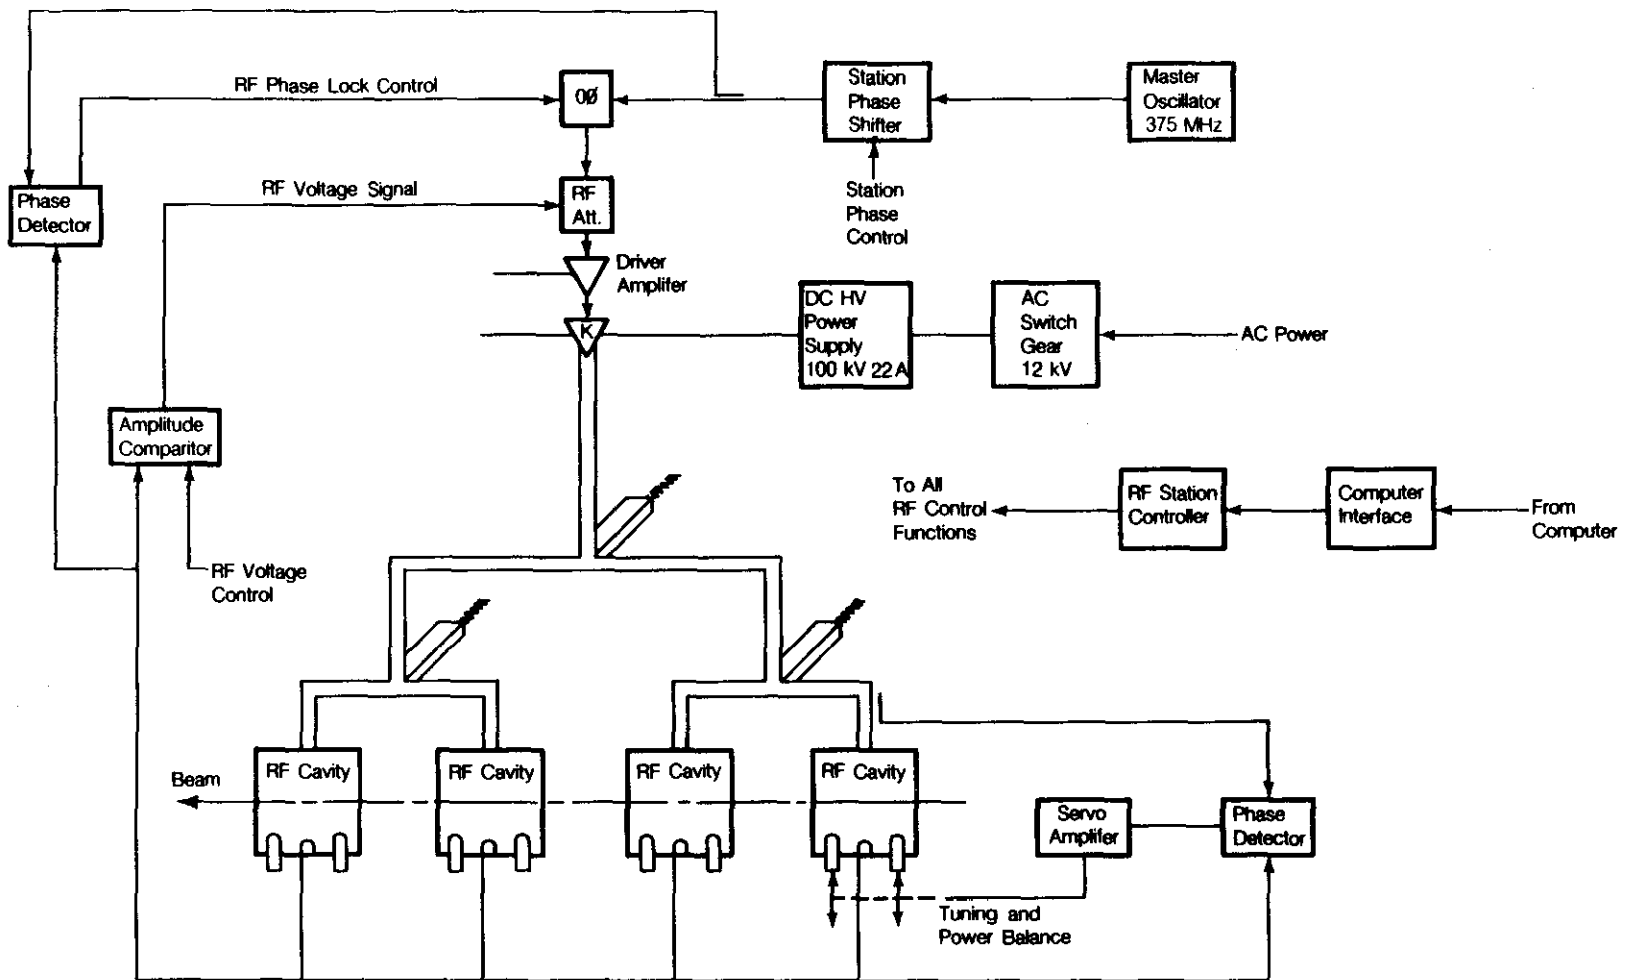 RF Phase Lock Control
0Ø
Station
Phase
Shifter
Master
Oscillator
375 MHz
Phase
Detector
RF Voltage Signal
RF
Att.
Station
Phase
Control
Driver
Amplifer
K
DC HV
Power
Supply
100 kV 22 A
AC
Switch
Gear
12 kV
AC Power
Amplitude
Comparitor
RF Voltage
Control
To All
RF Control
Functions
RF Station
Controller
Computer
Interface
From
Computer
Beam
RF Cavity
RF Cavity
RF Cavity
RF Cavity
Servo
Amplifer
Phase
Detector
Tuning and
Power Balance